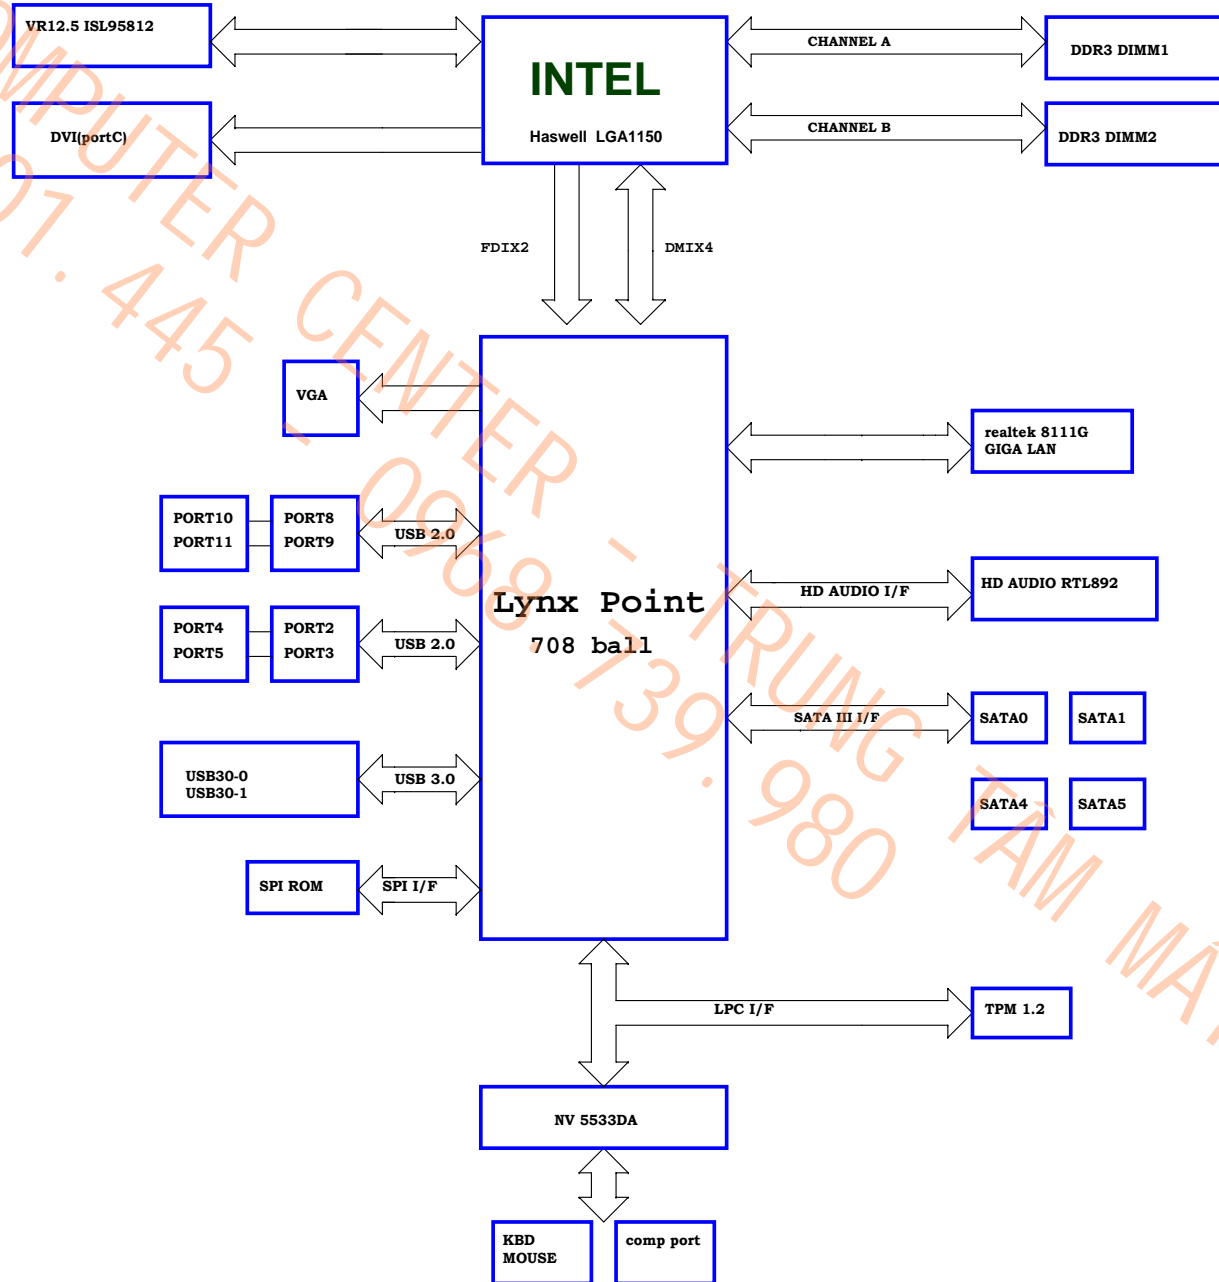 VR12.5 ISL95812
INTEL
Haswell LGA1150
CHANNEL A
DDR3 DIMM1
DVI(portC)
CHANNEL B
DDR3 DIMM2
FDIX2
DMIX4
VGA
realtek 8111G
GIGA LAN
PORT10
PORT11
PORT8
PORT9
USB 2.0
HD AUDIO I/F
HD AUDIO RTL892
Lynx Point
708 ball
PORT4
PORT5
PORT2
PORT3
USB 2.0
SATA III I/F
SATA0
SATA1
SATA4
SATA5
USB30-0
USB30-1
USB 3.0
SPI ROM
SPI I/F
LPC I/F
TPM 1.2
NV 5533DA
KBD
MOUSE
comp port
CENTER - TRUNG TÂM
445 - 0968.739.980